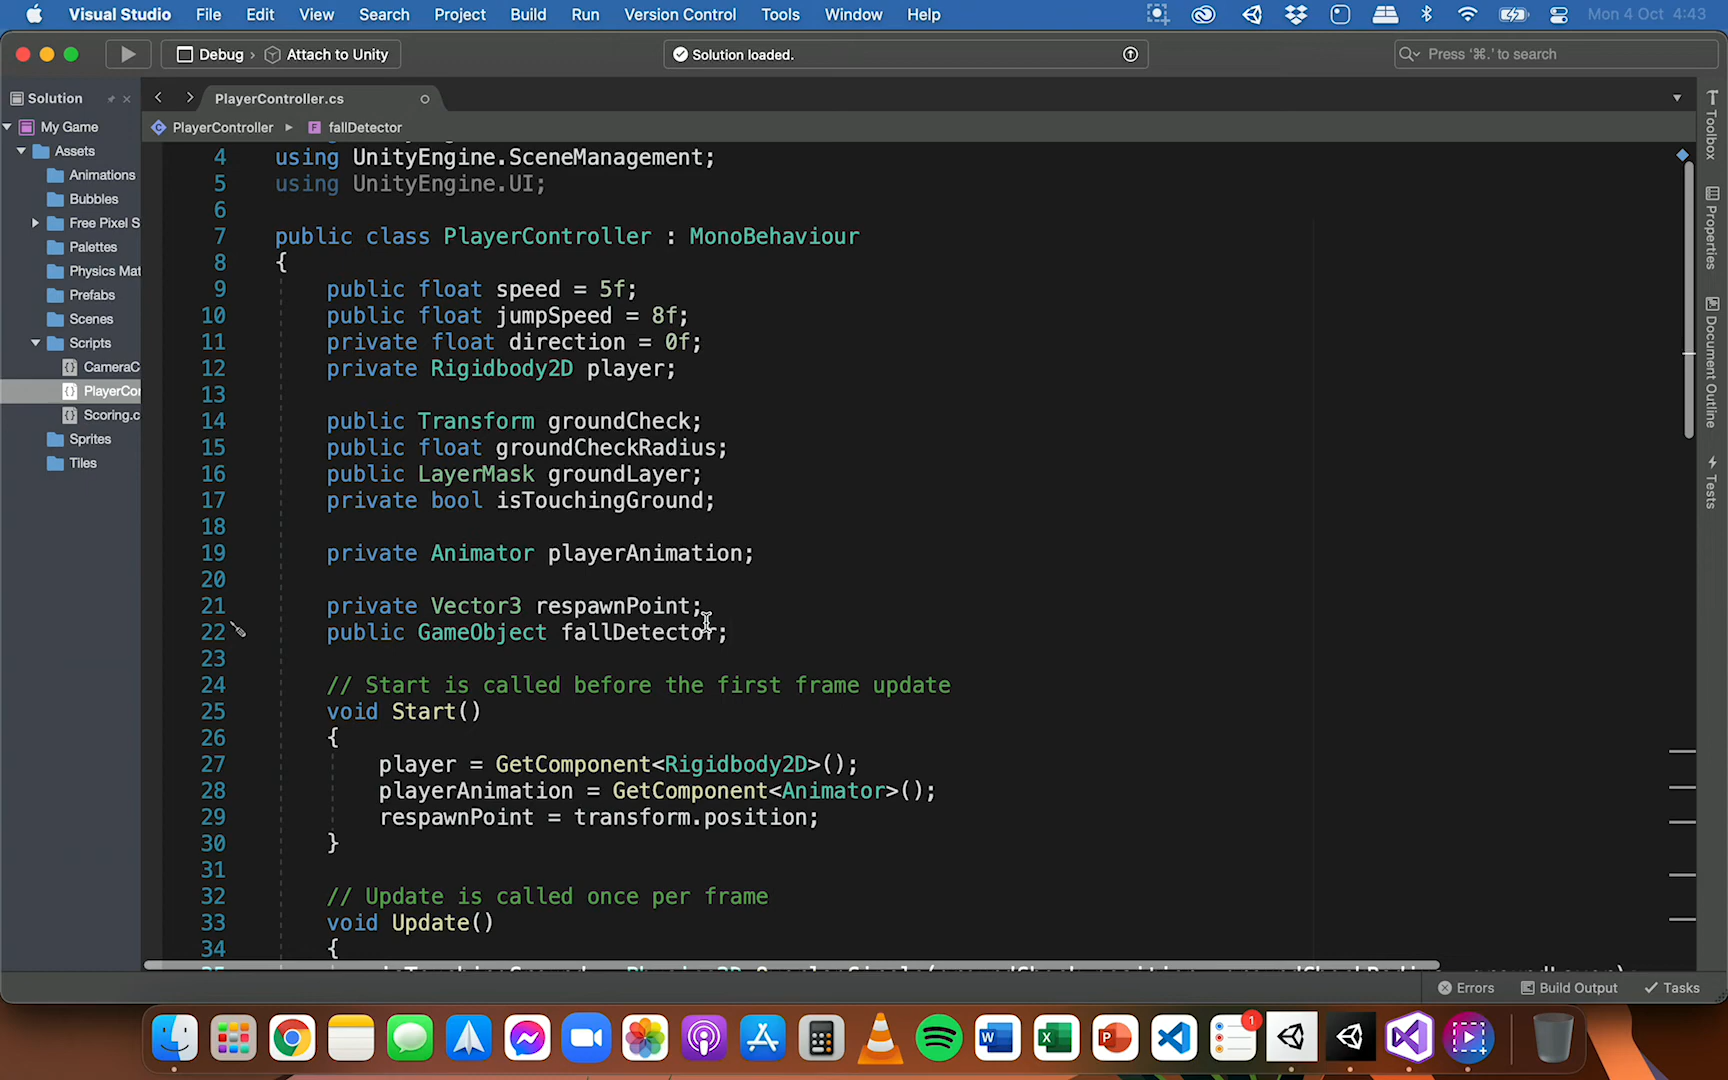 Visual Studio File Edit View Search Project Build Run Version Control Tools Window Help Mon 4 Oct 4:43
Debug › Attach to Unity Solution loaded. Press '⌘.' to search
Solution PlayerController.cs
My Game PlayerController ▸ fallDetector
Assets
Animations
Bubbles
Free Pixel S
Palettes
Physics Mat
Prefabs
Scenes
Scripts
CameraC
PlayerCor
Scoring.c
Sprites
Tiles
4 using UnityEngine.SceneManagement;
5 using UnityEngine.UI;
6
7 public class PlayerController : MonoBehaviour
8 {
9 public float speed = 5f;
10 public float jumpSpeed = 8f;
11 private float direction = 0f;
12 private Rigidbody2D player;
13
14 public Transform groundCheck;
15 public float groundCheckRadius;
16 public LayerMask groundLayer;
17 private bool isTouchingGround;
18
19 private Animator playerAnimation;
20
21 private Vector3 respawnPoint;
22 public GameObject fallDetector;
23
24 // Start is called before the first frame update
25 void Start()
26 {
27 player = GetComponent<Rigidbody2D>();
28 playerAnimation = GetComponent<Animator>();
29 respawnPoint = transform.position;
30 }
31
32 // Update is called once per frame
33 void Update()
34 {
Toolbox
Properties
Document Outline
Tests
Errors Build Output Tasks
1